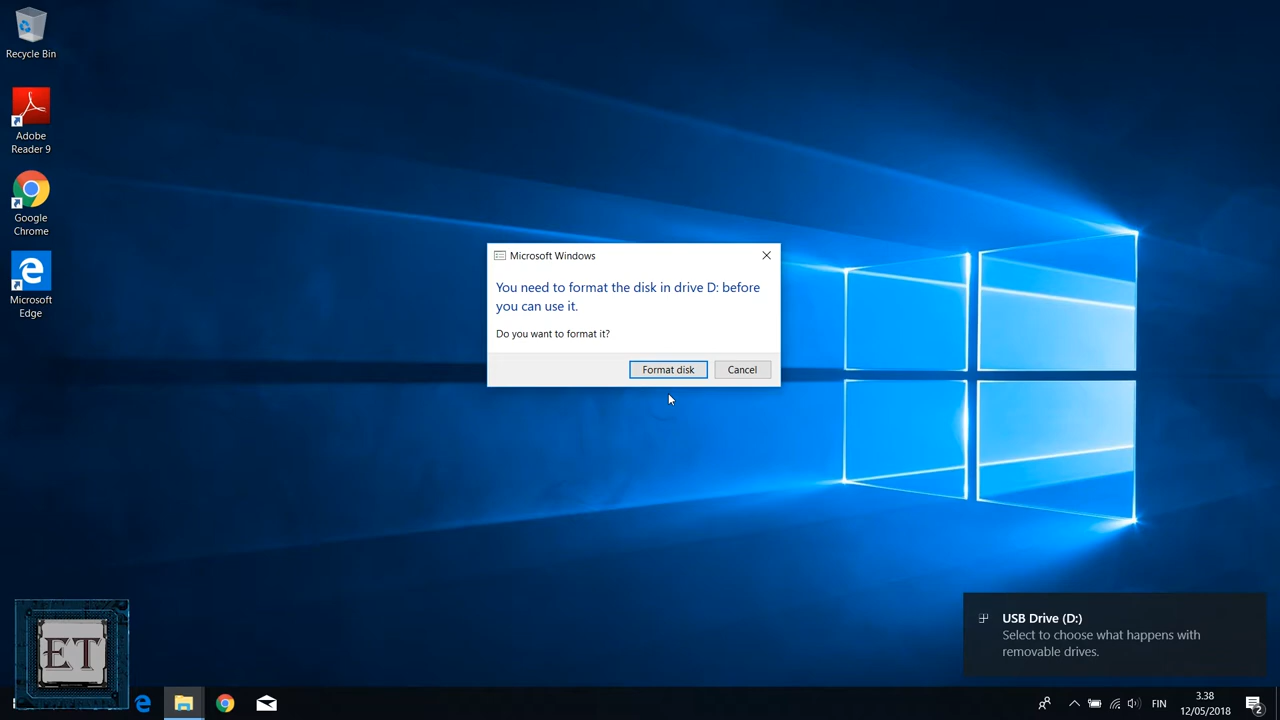 Recycle Bin
Adobe
Reader 9
Google
Chrome
Microsoft
Edge
Microsoft Windows
You need to format the disk in drive D: before
you can use it.
Do you want to format it?
Format disk
Cancel
USB Drive (D:)
Select to choose what happens with
removable drives.
ET
FIN
3.38
12/05/2018
2